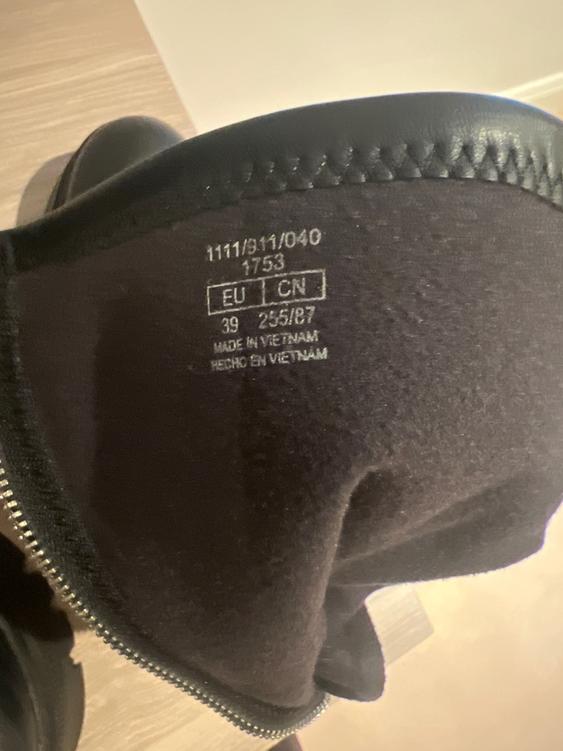 1111/911/040
1753
EU CN
39 255/87
MADE IN VIETNAM
HECHO EN VIETNAM